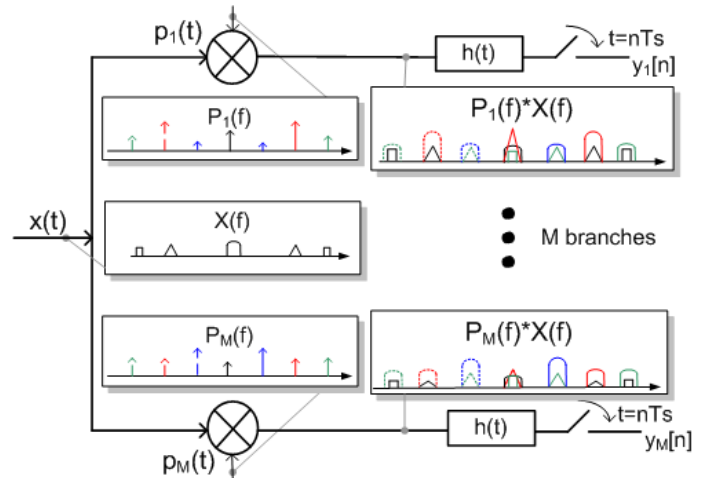 p1(t)
h(t)
t=nTs
y1[n]
P1(f)
P1(f)*X(f)
x(t)
X(f)
M branches
PM(f)
PM(f)*X(f)
pM(t)
h(t)
t=nTs
yM[n]